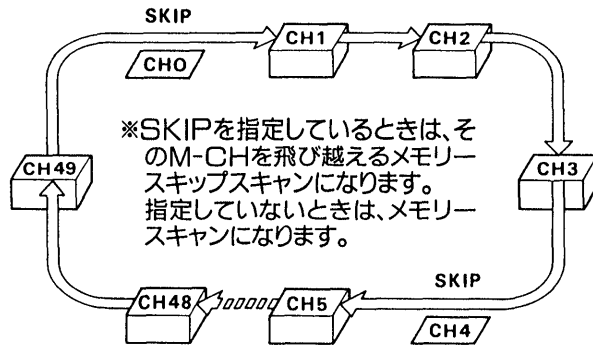 SKIP
CH0
CH1
CH2
※SKIPを指定しているときは、そ
のM-CHを飛び越えるメモリー
スキップスキャンになります。
指定していないときは、メモリー
スキャンになります。
CH49
CH3
SKIP
CH48
CH5
CH4